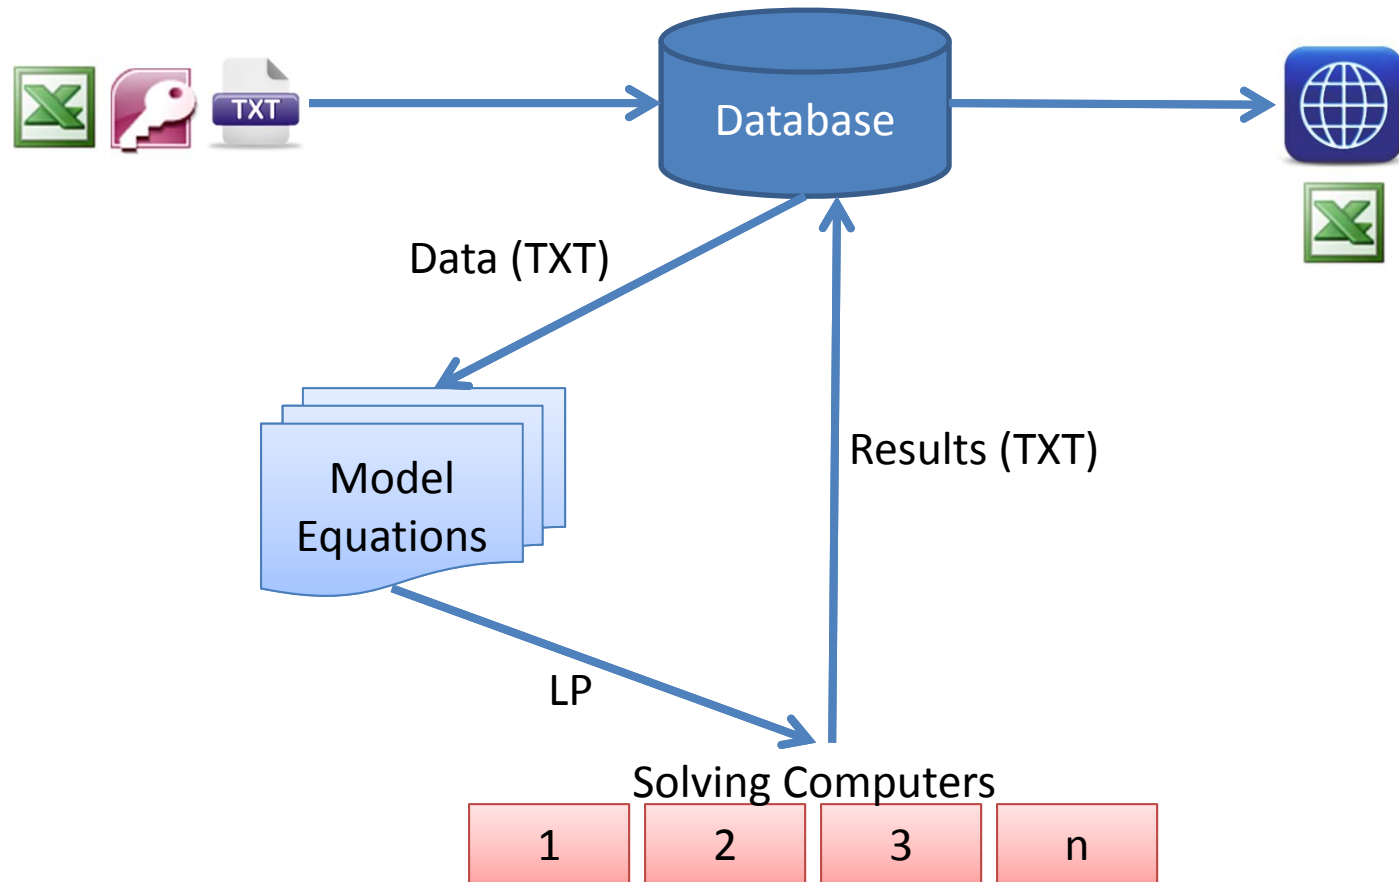 TXT
Database
Data (TXT)
Model
Equations
Results (TXT)
LP
Solving Computers
1
2
3
n